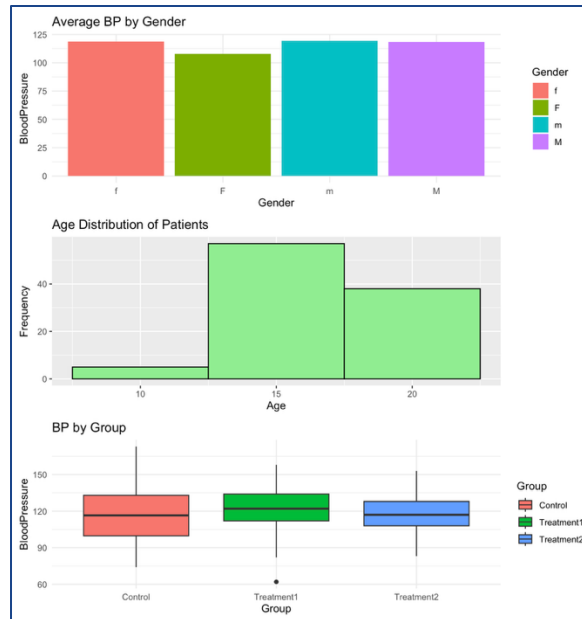 Average BP by Gender
125
100
75
50
25
0
BloodPressure
f
F
m
M
Gender
Gender
f
F
m
M
Age Distribution of Patients
40
20
0
Frequency
10
15
20
Age
BP by Group
150
120
90
60
BloodPressure
Control
Treatment1
Treatment2
Group
Group
Control
Treatment1
Treatment2